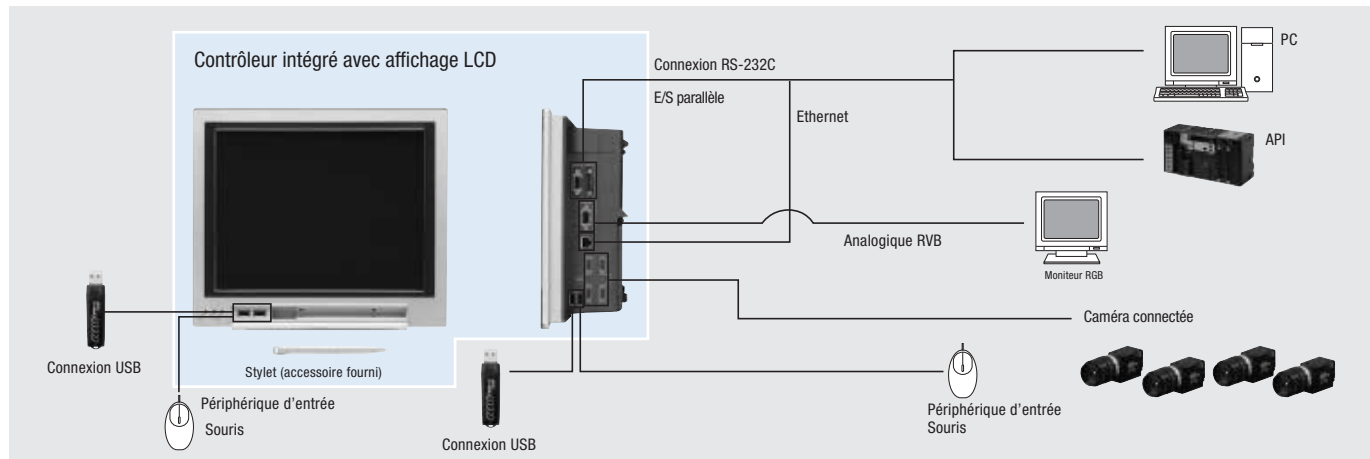 Contrôleur intégré avec affichage LCD
Connexion RS-232C
E/S parallèle
Ethernet
PC
API
Analogique RVB
Moniteur RGB
Caméra connectée
Connexion USB
Stylet (accessoire fourni)
Périphérique d'entrée
Souris
Connexion USB
Périphérique d'entrée
Souris